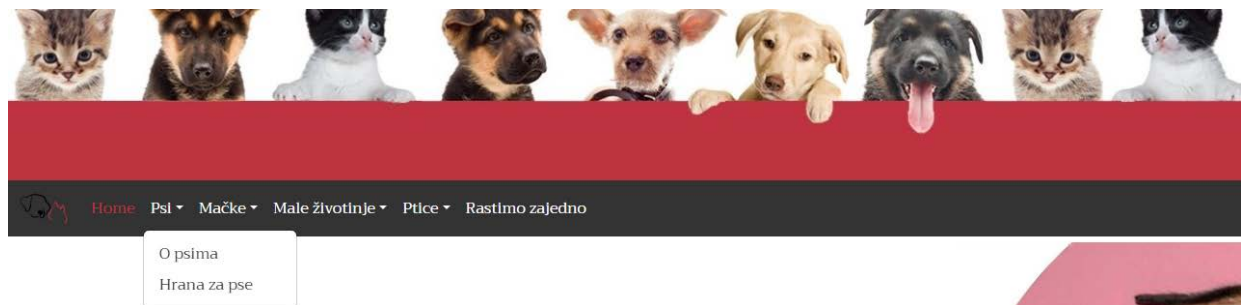 Home Psi Mačke Male životinje Ptice Rastimo zajedno
O psima
Hrana za pse